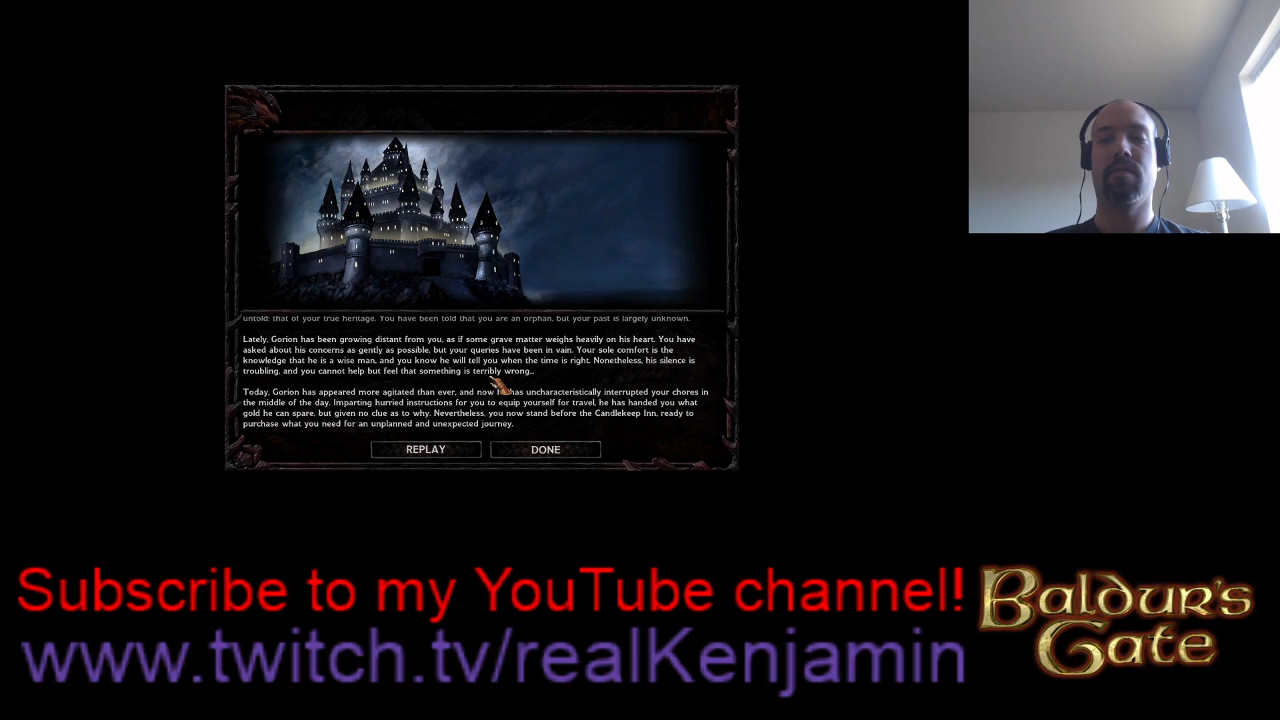 untold: that of your true heritage. You have been told that you are an orphan, but your past is largely unknown.
Lately, Gorion has been growing distant from you, as if some grave matter weighs heavily on his heart. You have
asked about his concerns as gently as possible, but your queries have been in vain. Your sole comfort is the
knowledge that he is a wise man, and you know he will tell you when the time is right. Nonetheless, his silence is
troubling, and you cannot help but feel that something is terribly wrong...
Today, Gorion has appeared more agitated than ever, and now he has uncharacteristically interrupted your chores in
the middle of the day. Imparting hurried instructions for you to equip yourself for travel, he has handed you what
gold he can spare, but given no clue as to why. Nevertheless, you now stand before the Candlekeep Inn, ready to
purchase what you need for an unplanned and unexpected journey.
REPLAY DONE
Subscribe to my YouTube channel!
www.twitch.tv/realKenjamin
Baldur's
Gate